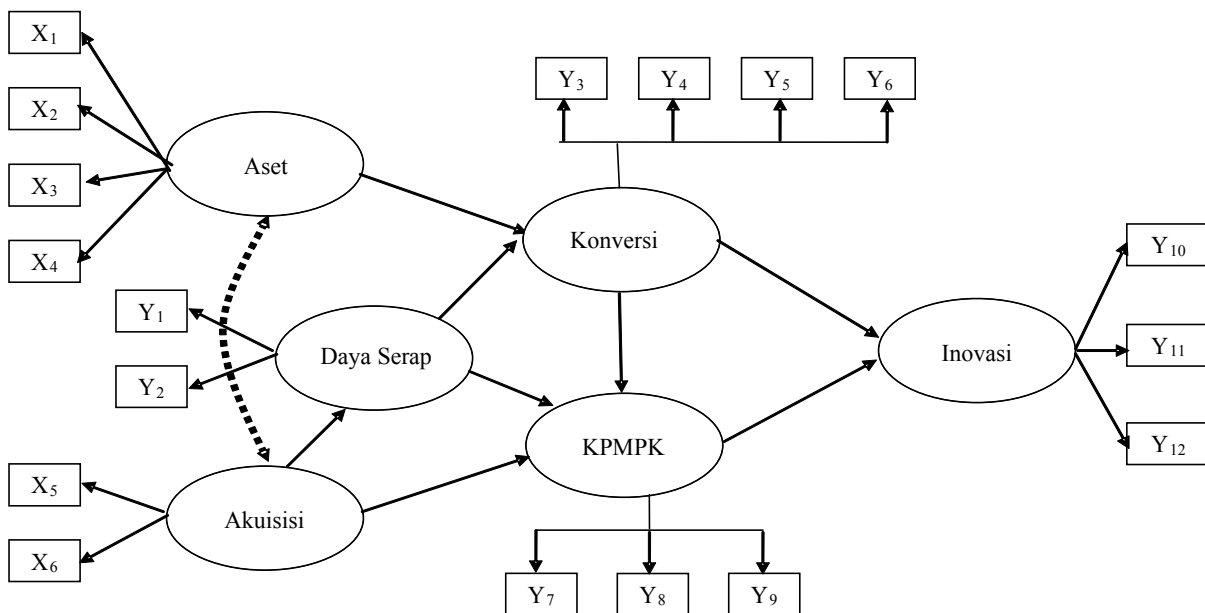 X1
X2
X3
X4
Aset
Y3
Y4
Y5
Y6
Konversi
Y1
Y2
Daya Serap
Y10
Y11
Y12
Inovasi
KPMPK
X5
X6
Akuisisi
Y7
Y8
Y9